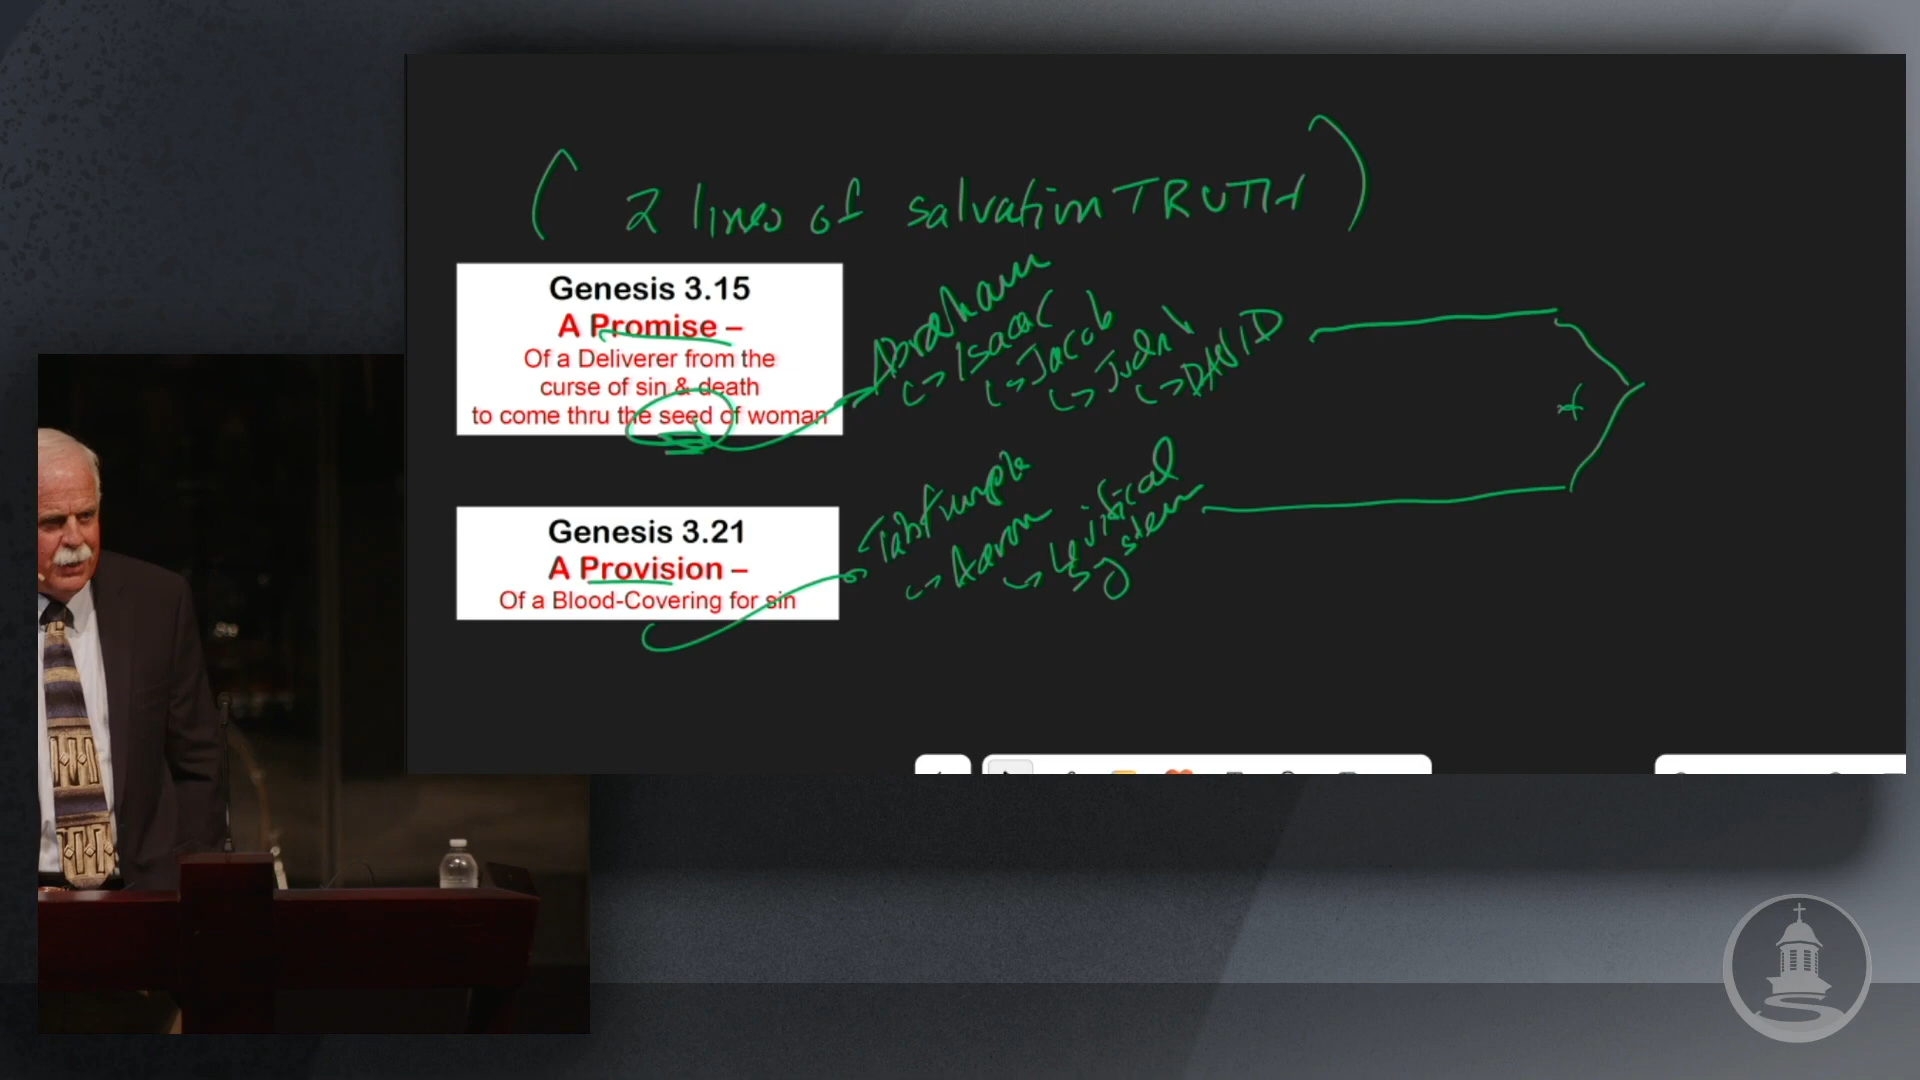 ( 2 lines of salvation TRUTH )
Genesis 3.15
A Promise –
Of a Deliverer from the
curse of sin & death
to come thru the seed of woman
Abraham
↳ Isaac
↳ Jacob
↳ Judah
↳ DAVID
Genesis 3.21
A Provision –
Of a Blood-Covering for sin
↳ Aaron
↳ Levitical
system